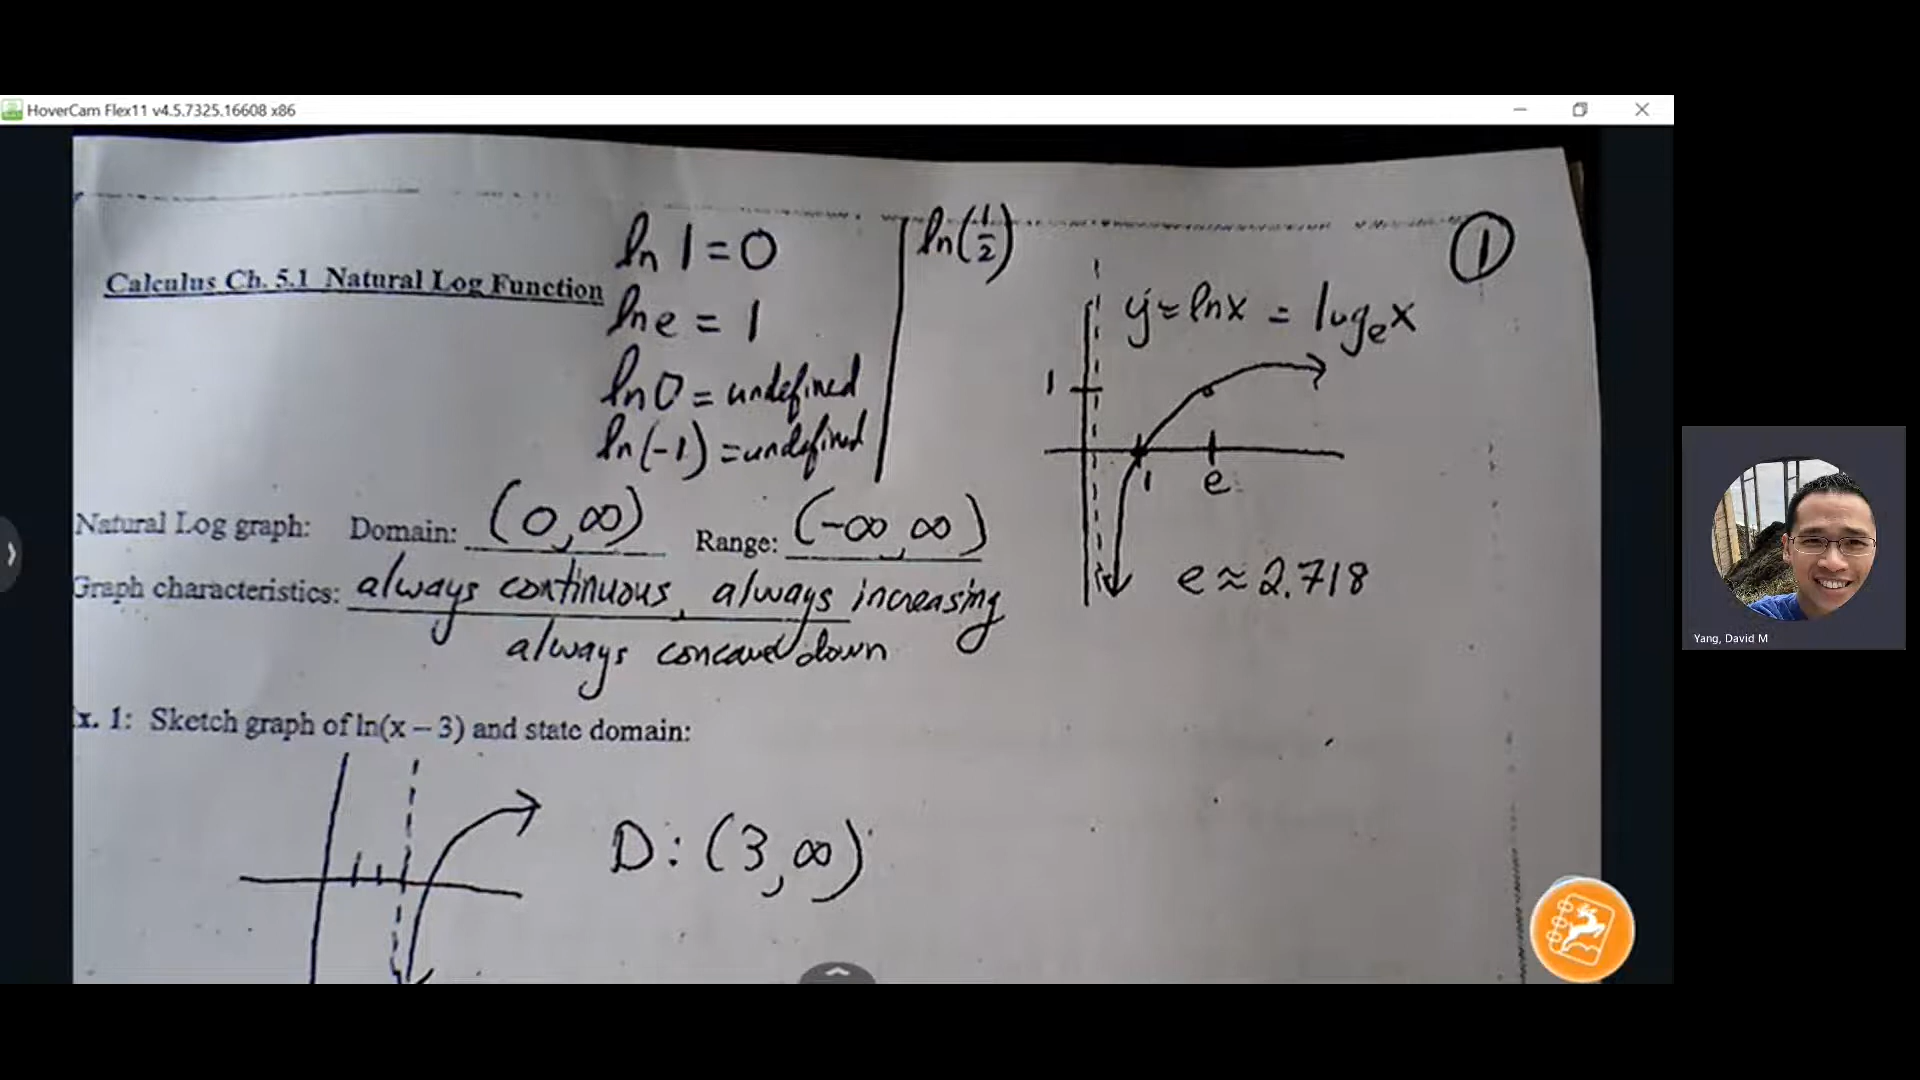 HoverCam Flex11 v4.5.7325.16608 x86
Calculus Ch. 5.1 Natural Log Function
ln 1 = 0
ln e = 1
ln 0 = undefined
ln(-1) = undefined
ln(1/2)
1
y = ln x = log_e x
1
1 e
e ≈ 2.718
Natural Log graph: Domain: (0, ∞) Range: (-∞, ∞)
Graph characteristics: always continuous, always increasing
always concave down
x. 1: Sketch graph of ln(x – 3) and state domain:
D: (3, ∞)
Yang, David M